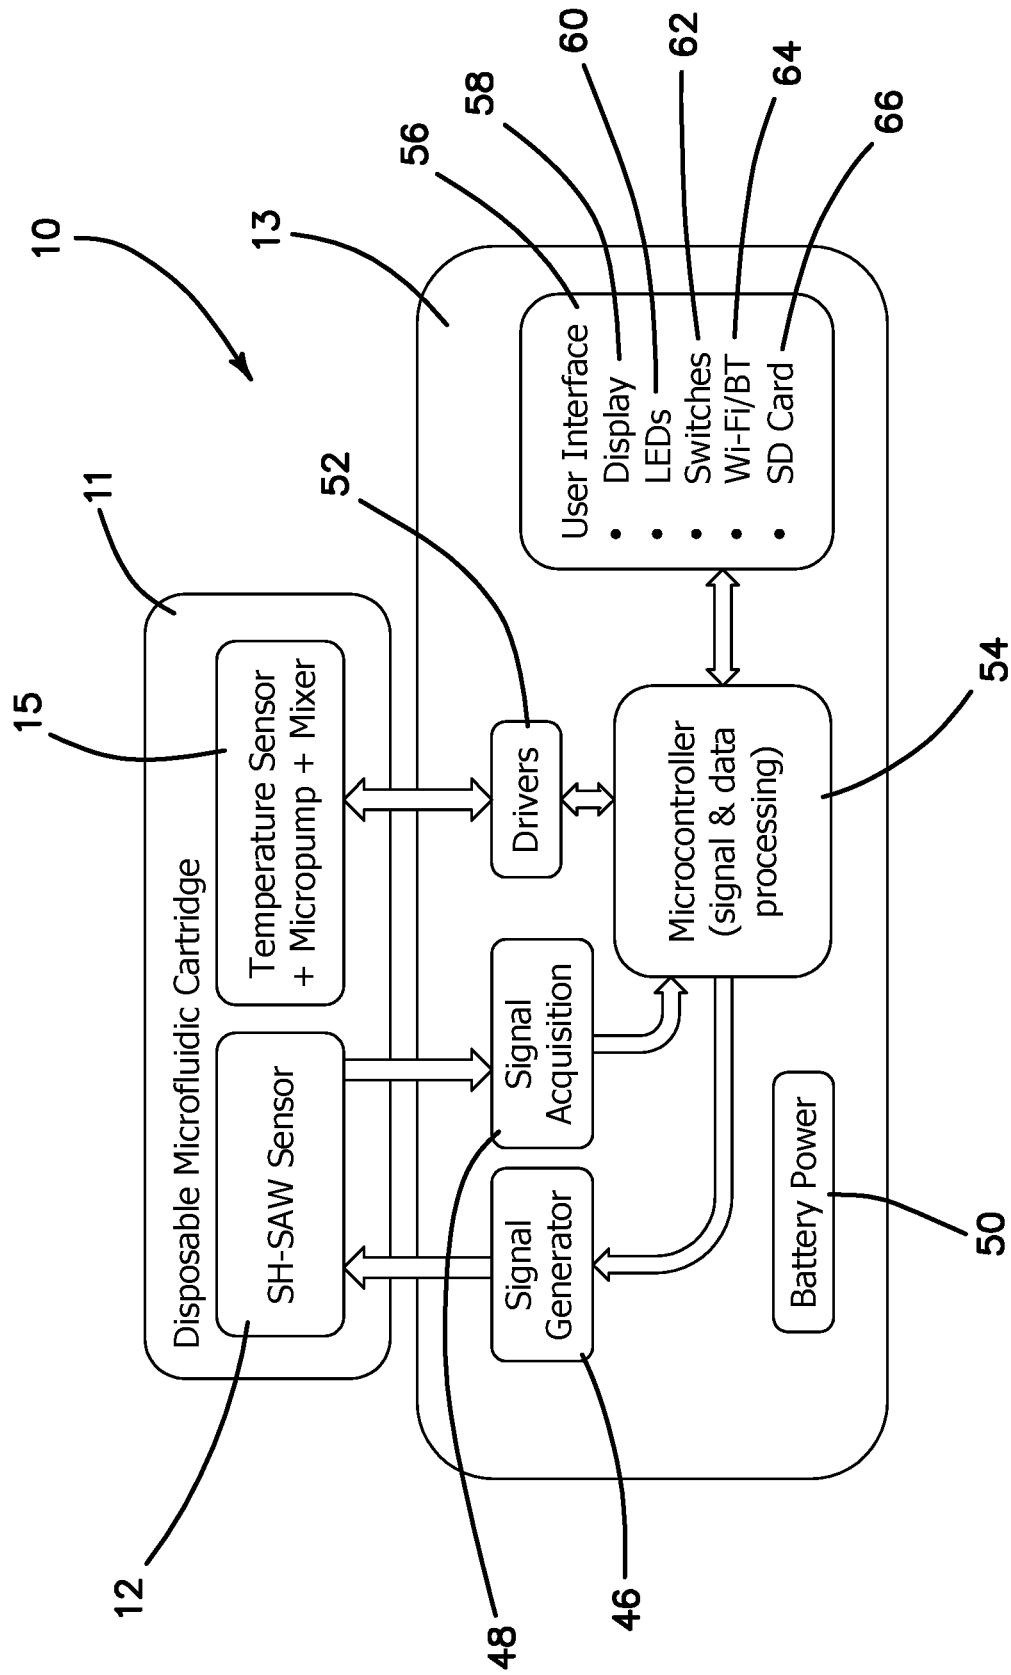 10
11
Disposable Microfluidic Cartridge
12
SH-SAW Sensor
15
Temperature Sensor
+ Micropump + Mixer
13
46
Signal
Generator
48
Signal
Acquisition
52
Drivers
50
Battery Power
54
Microcontroller
(signal & data
processing)
56
User Interface
• Display
58
• LEDs
60
• Switches
62
• Wi-Fi/BT
64
• SD Card
66